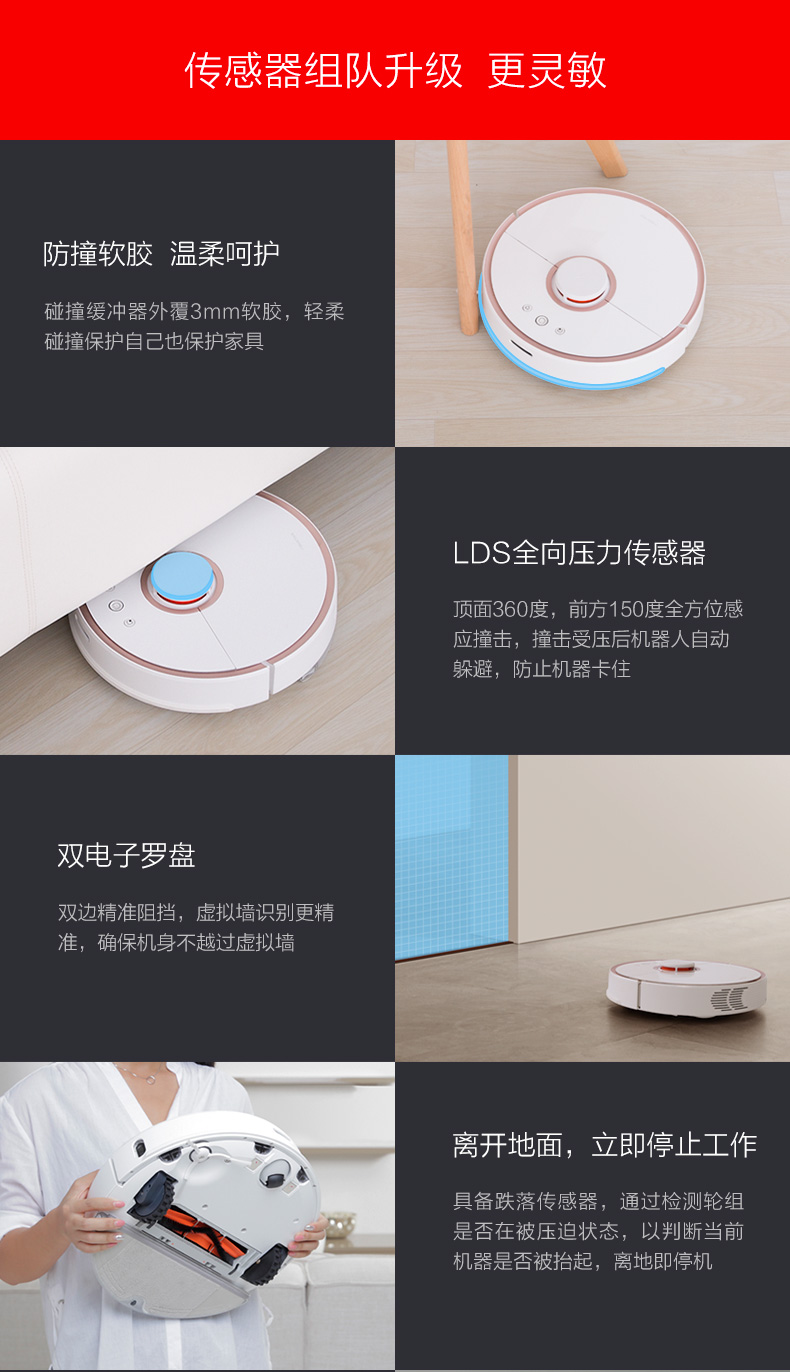 传感器组队升级 更灵敏
防撞软胶 温柔呵护
碰撞缓冲器外覆3mm软胶，轻柔
碰撞保护自己也保护家具
LDS全向压力传感器
顶面360度，前方150度全方位感
应撞击，撞击受压后机器人自动
躲避，防止机器卡住
双电子罗盘
双边精准阻挡，虚拟墙识别更精
准，确保机身不越过虚拟墙
离开地面，立即停止工作
具备跌落传感器，通过检测轮组
是否在被压迫状态，以判断当前
机器是否被抬起，离地即停机